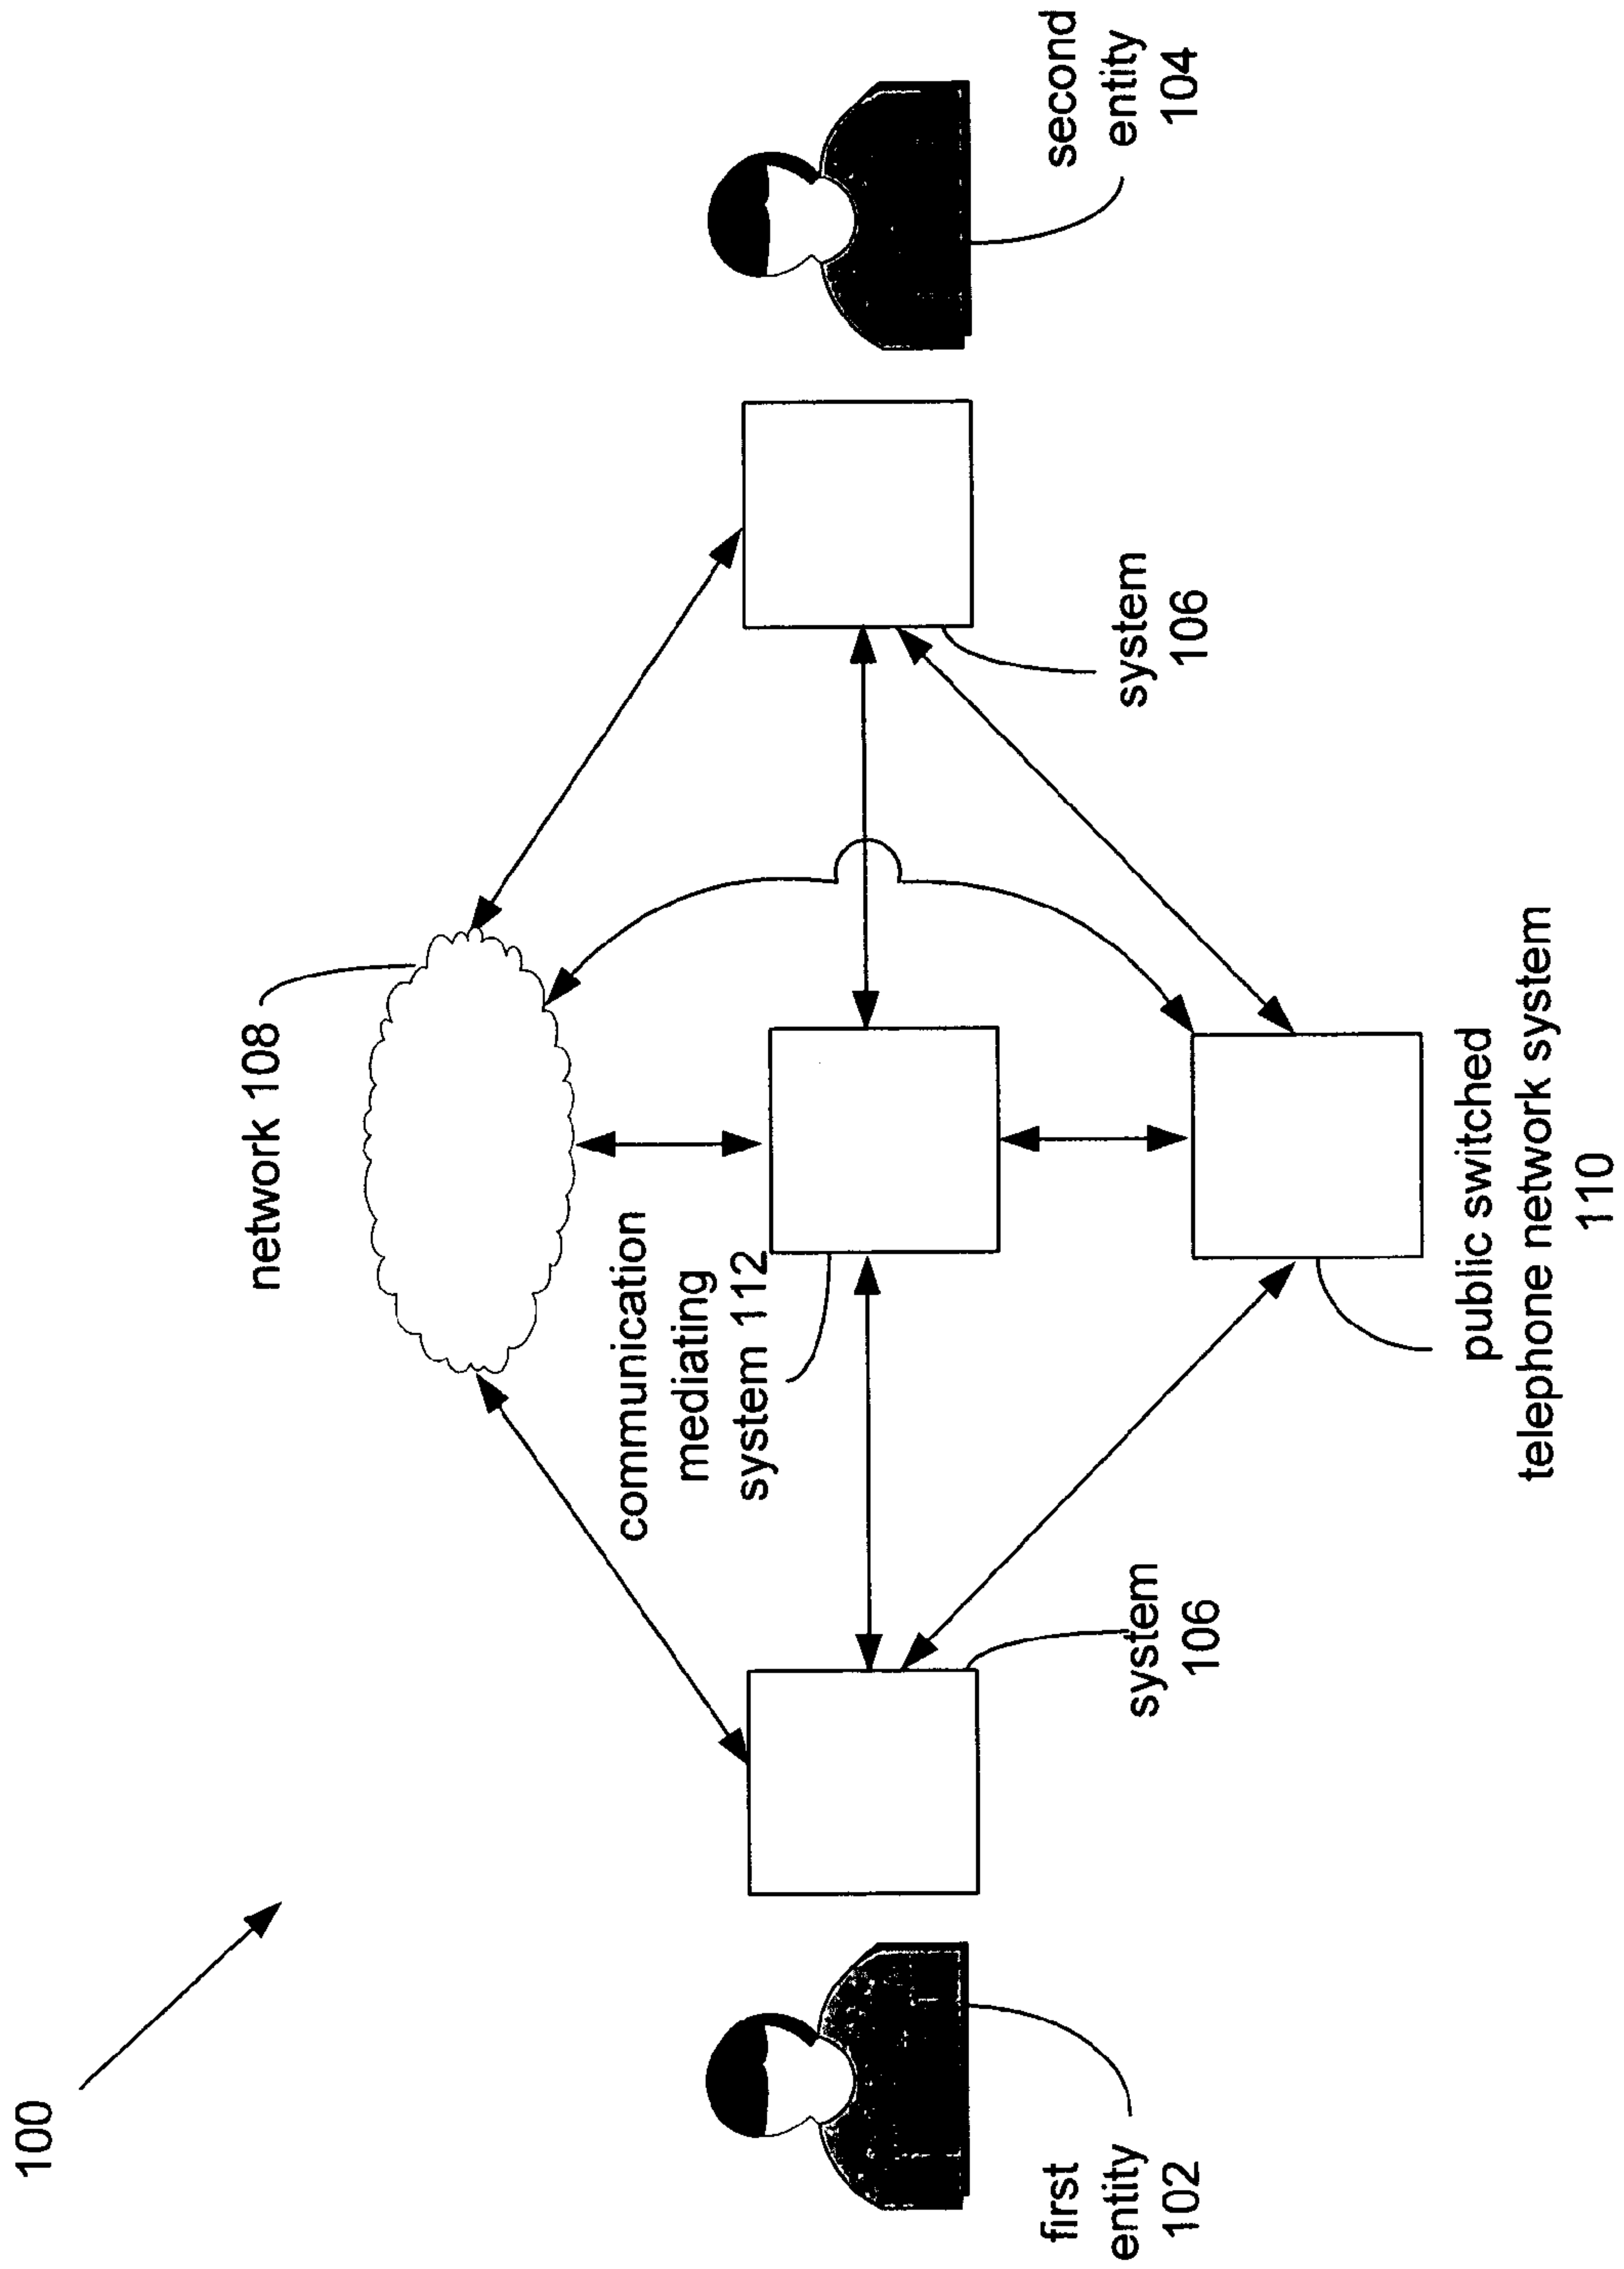 100
network 108
communication
mediating
system 112
first
entity
102
system
106
system
106
second
entity
104
public switched
telephone network system
110